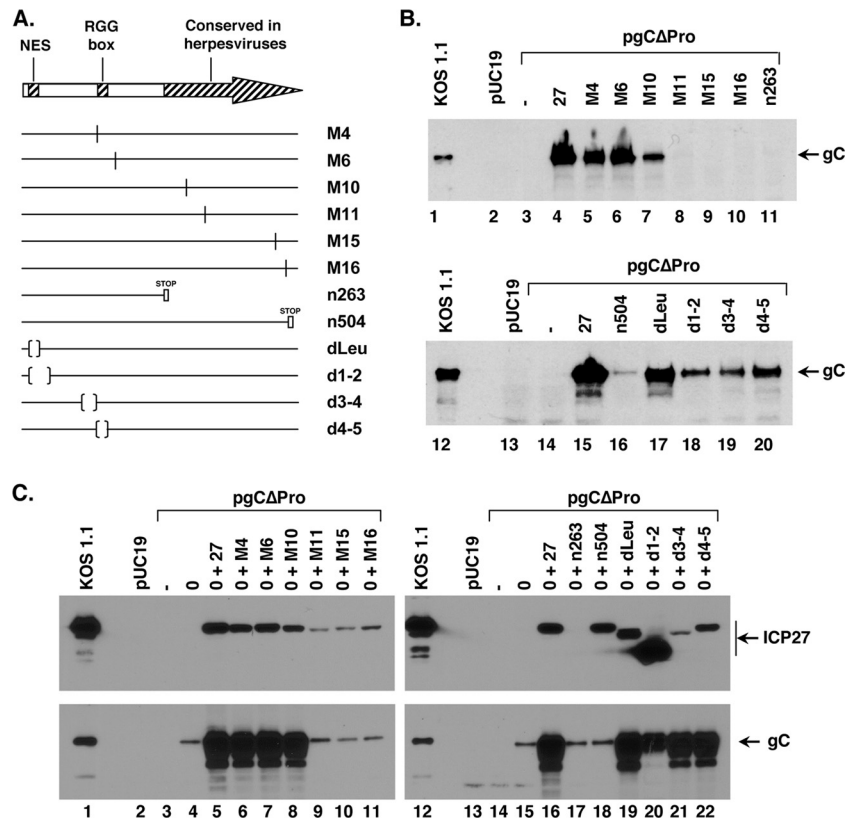 A.
NES
RGG
box
Conserved in
herpesviruses
M4
M6
M10
M11
M15
M16
STOP
n263
STOP
n504
dLeu
d1-2
d3-4
d4-5
B.
pgCΔPro
KOS 1.1
pUC19
-
27
M4
M6
M10
M11
M15
M16
n263
gC
1 2 3 4 5 6 7 8 9 10 11
pgCΔPro
KOS 1.1
pUC19
-
27
n504
dLeu
d1-2
d3-4
d4-5
gC
12 13 14 15 16 17 18 19 20
C.
pgCΔPro
KOS 1.1
pUC19
-
0
0 + 27
0 + M4
0 + M6
0 + M10
0 + M11
0 + M15
0 + M16
1 2 3 4 5 6 7 8 9 10 11
pgCΔPro
KOS 1.1
pUC19
-
0
0 + 27
0 + n263
0 + n504
0 + dLeu
0 + d1-2
0 + d3-4
0 + d4-5
ICP27
gC
12 13 14 15 16 17 18 19 20 21 22